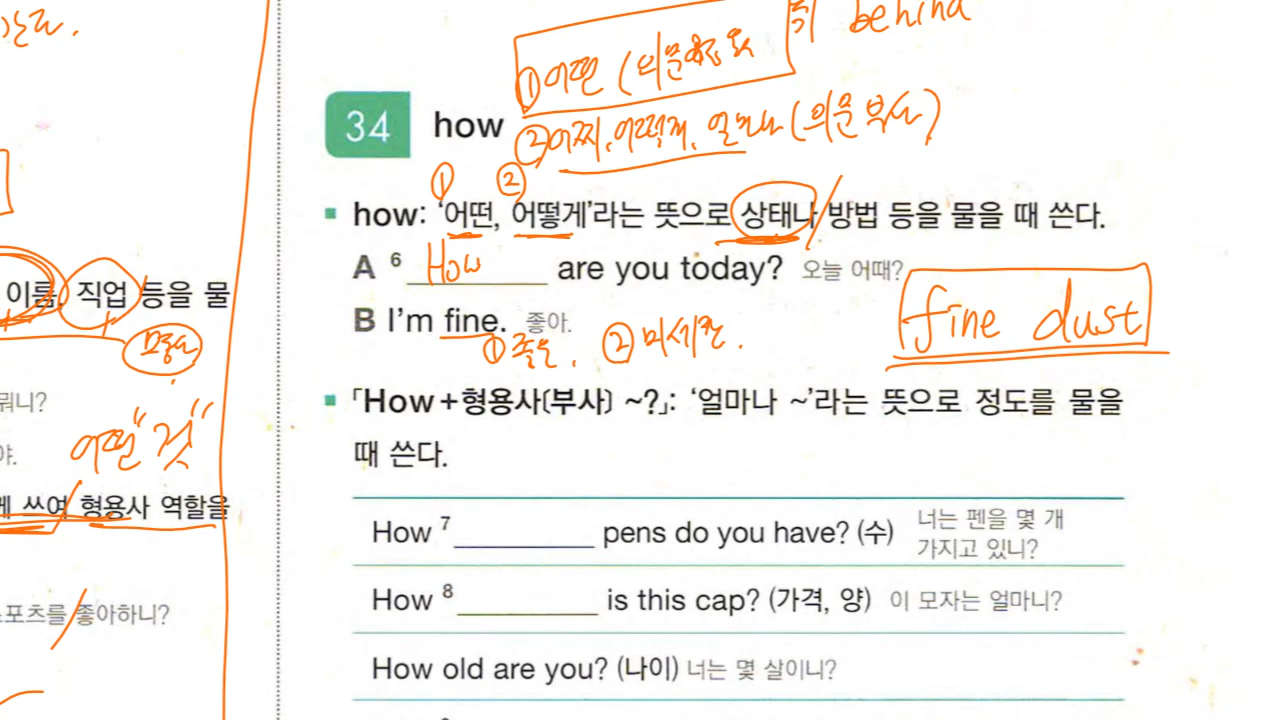 behind
① 어떤 (의문
34 how
② 어찌, 어떻게, 얼마나 (의문부사)
① ②
how: ‘어떤, 어떻게’라는 뜻으로 상태나/방법 등을 물을 때 쓴다.
A ⁶ How are you today? 오늘 어때?
B I’m fine. 좋아.
① 좋은, ② 미세한.
fine dust
「How+형용사(부사) ~?」: ‘얼마나 ~’라는 뜻으로 정도를 물을
때 쓴다.
How ⁷________ pens do you have? (수) 너는 펜을 몇 개
가지고 있니?
How ⁸________ is this cap? (가격, 양) 이 모자는 얼마니?
How old are you? (나이) 너는 몇 살이니?
이름, 직업 등을 물
뭐니?
야.
어떤 "것"
께 쓰여/형용사 역할을
스포츠를/좋아하니?